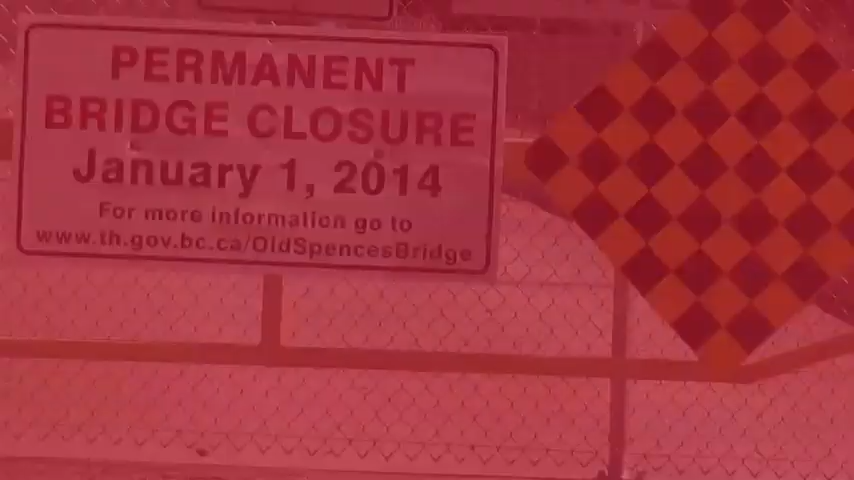 PERMANENT
BRIDGE CLOSURE
January 1, 2014
For more information go to
www.th.gov.bc.ca/OldSpencesBridge